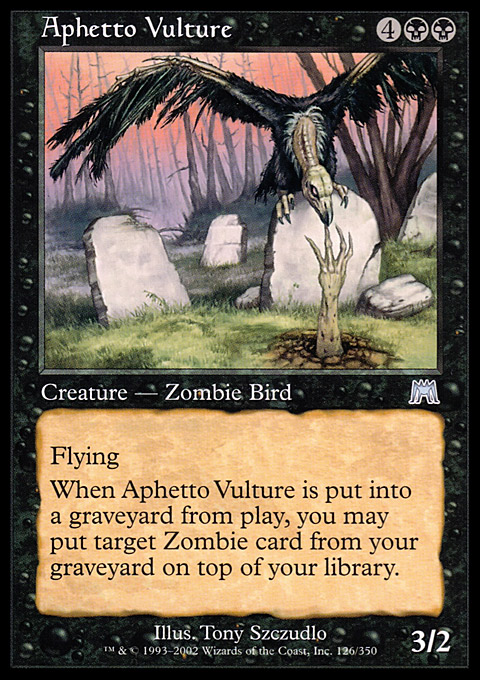 Aphetto Vulture 4
Creature — Zombie Bird
Flying
When Aphetto Vulture is put into
a graveyard from play, you may
put target Zombie card from your
graveyard on top of your library.
Illus. Tony Szczudlo
™ & © 1993–2002 Wizards of the Coast, Inc. 126/350
3/2